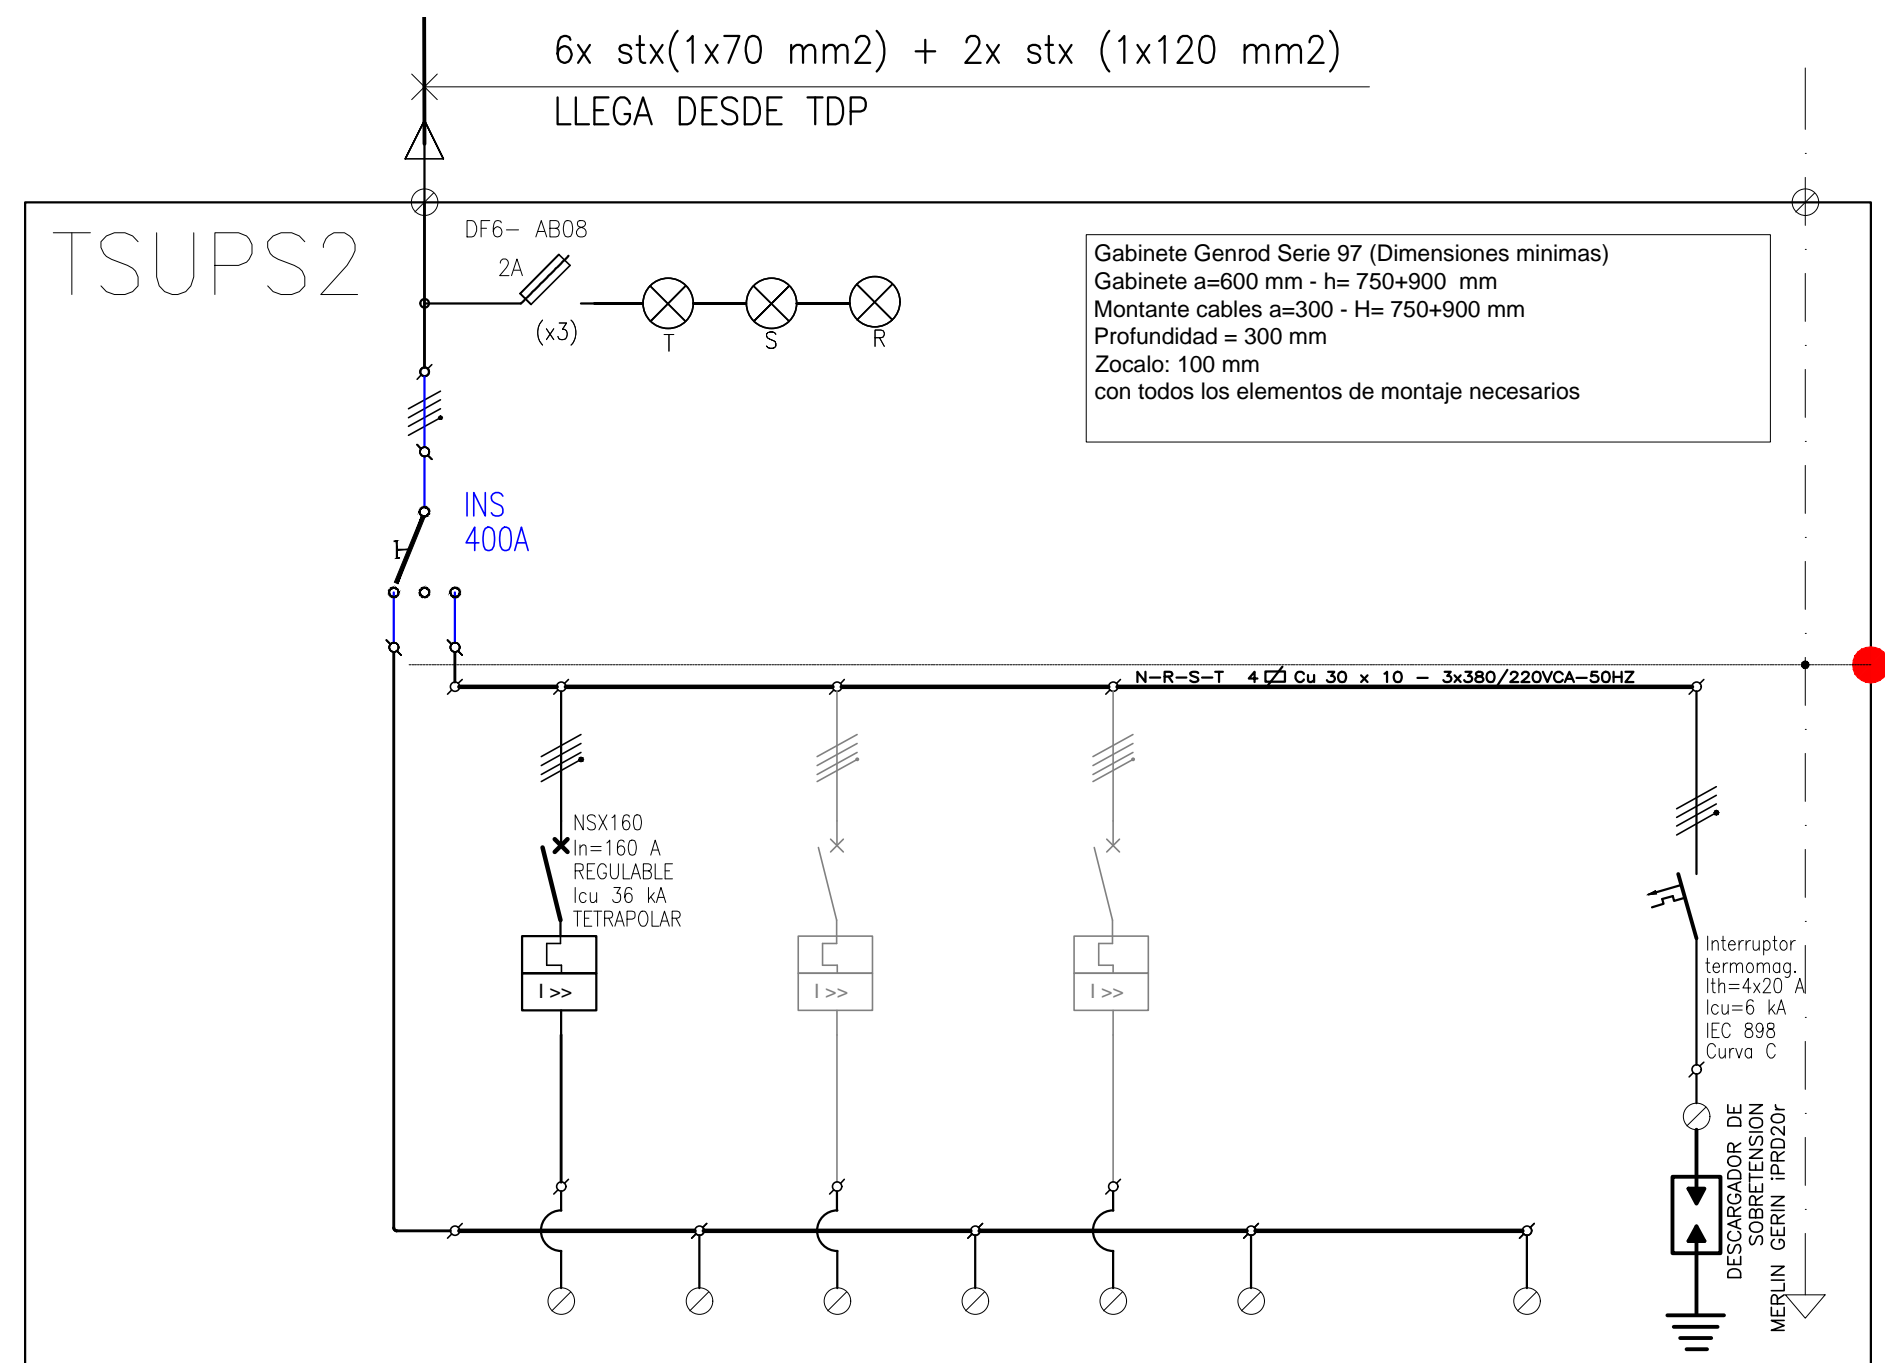 6x stx(1x70 mm2) + 2x stx (1x120 mm2)
LLEGA DESDE TDP
TSUPS2
DF6- AB08
2A
(x3)
T
S
R
Gabinete Genrod Serie 97 (Dimensiones minimas)
Gabinete a=600 mm - h= 750+900 mm
Montante cables a=300 - H= 750+900 mm
Profundidad = 300 mm
Zocalo: 100 mm
con todos los elementos de montaje necesarios
INS
400A
N-R-S-T 4 Cu 30 x 10 - 3x380/220VCA-50HZ
NSX160
In=160 A
REGULABLE
Icu 36 kA
TETRAPOLAR
I >>
I >>
I >>
Interruptor
termomag.
Ith=4x20 A
Icu=6 kA
IEC 898
Curva C
DESCARGADOR DE
SOBRETENSION
MERLIN GERIN iPRD20r